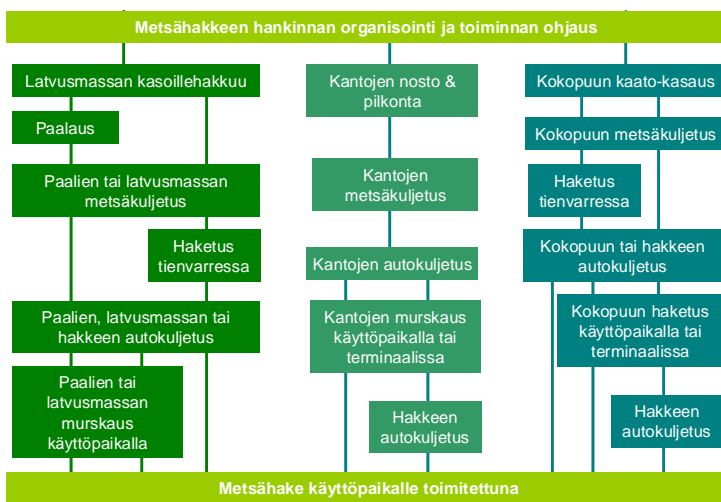 Metsähakkeen hankinnan organisointi ja toiminnan ohjaus
Latvusmassan kasoillehakkuu
Paalaus
Paalien tai latvusmassan
metsäkuljetus
Haketus
tienvarressa
Paalien, latvusmassan tai
hakkeen autokuljetus
Paalien tai
latvusmassan
murskaus
käyttöpaikalla
Kantojen nosto &
pilkonta
Kantojen
metsäkuljetus
Kantojen autokuljetus
Kantojen murskaus
käyttöpaikalla tai
terminaalissa
Hakkeen
autokuljetus
Kokopuun kaato-kasaus
Kokopuun metsäkuljetus
Haketus
tienvarressa
Kokopuun tai hakkeen
autokuljetus
Kokopuun haketus
käyttöpaikalla tai
terminaalissa
Hakkeen
autokuljetus
Metsähake käyttöpaikalle toimitettuna